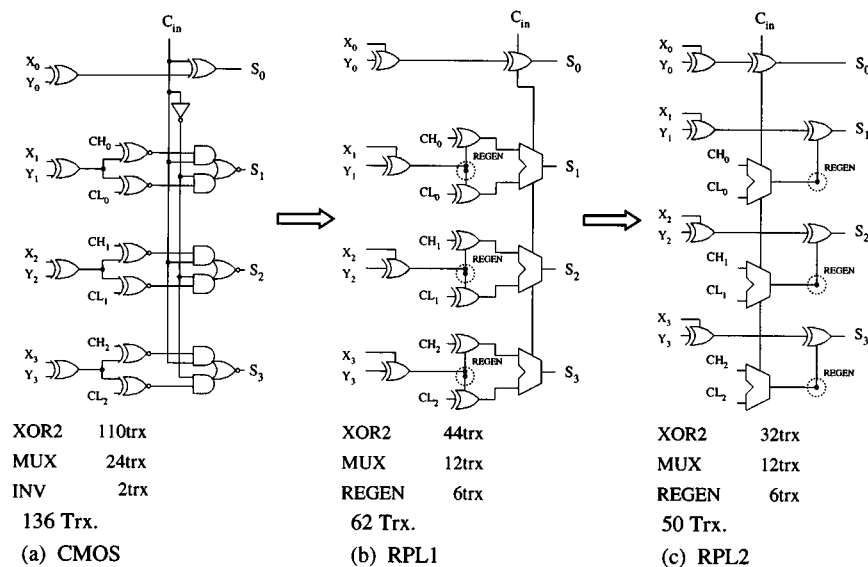 C_in
X_0
Y_0
S_0
CH_0
X_1
Y_1
S_1
CL_0
CH_1
X_2
Y_2
S_2
CL_1
CH_2
X_3
Y_3
S_3
CL_2
XOR2 110trx
MUX 24trx
INV 2trx
136 Trx.
(a) CMOS
C_in
X_0
Y_0
S_0
CH_0
X_1
REGEN
Y_1
S_1
CL_0
CH_1
X_2
REGEN
Y_2
S_2
CL_1
CH_2
X_3
REGEN
Y_3
S_3
CL_2
XOR2 44trx
MUX 12trx
REGEN 6trx
62 Trx.
(b) RPL1
C_in
X_0
Y_0
S_0
X_1
Y_1
S_1
CH_0
REGEN
CL_0
X_2
Y_2
S_2
CH_1
REGEN
CL_1
X_3
Y_3
S_3
CH_2
REGEN
CL_2
XOR2 32trx
MUX 12trx
REGEN 6trx
50 Trx.
(c) RPL2